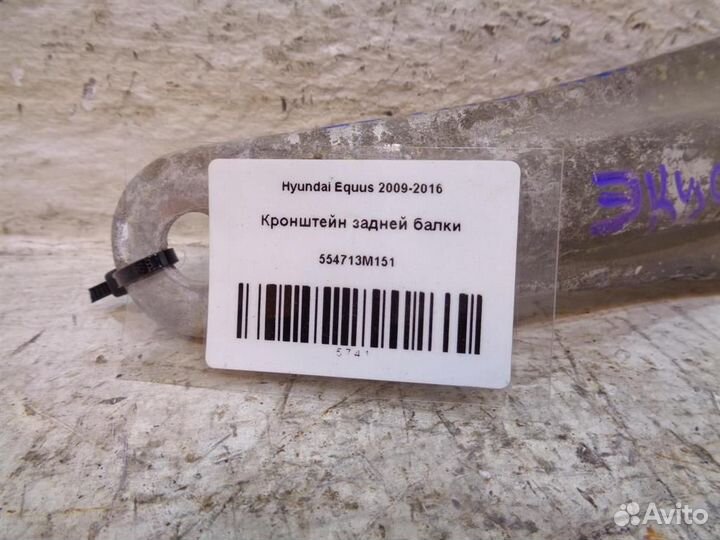 Hyundai Equus 2009-2016
Кронштейн задней балки
554713M151
5741
Avito